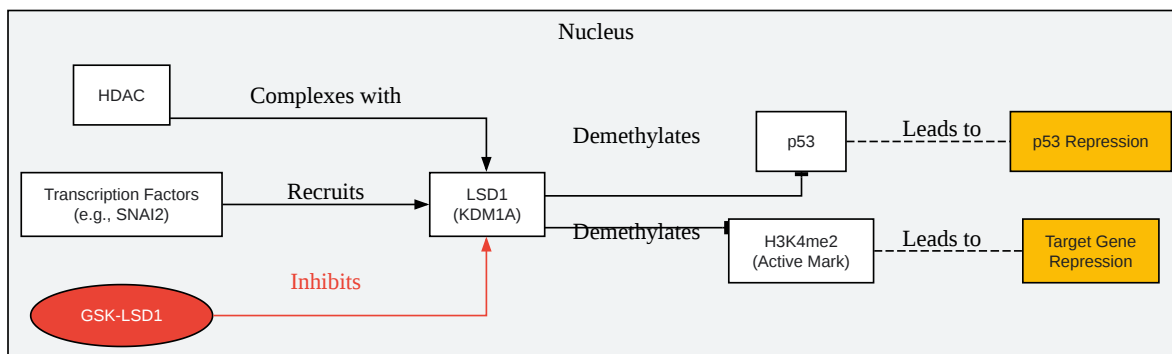 Nucleus
HDAC
Complexes with
Demethylates
p53
Leads to
p53 Repression
Transcription Factors
(e.g., SNAI2)
Recruits
LSD1
(KDM1A)
Demethylates
H3K4me2
(Active Mark)
Leads to
Target Gene
Repression
Inhibits
GSK-LSD1